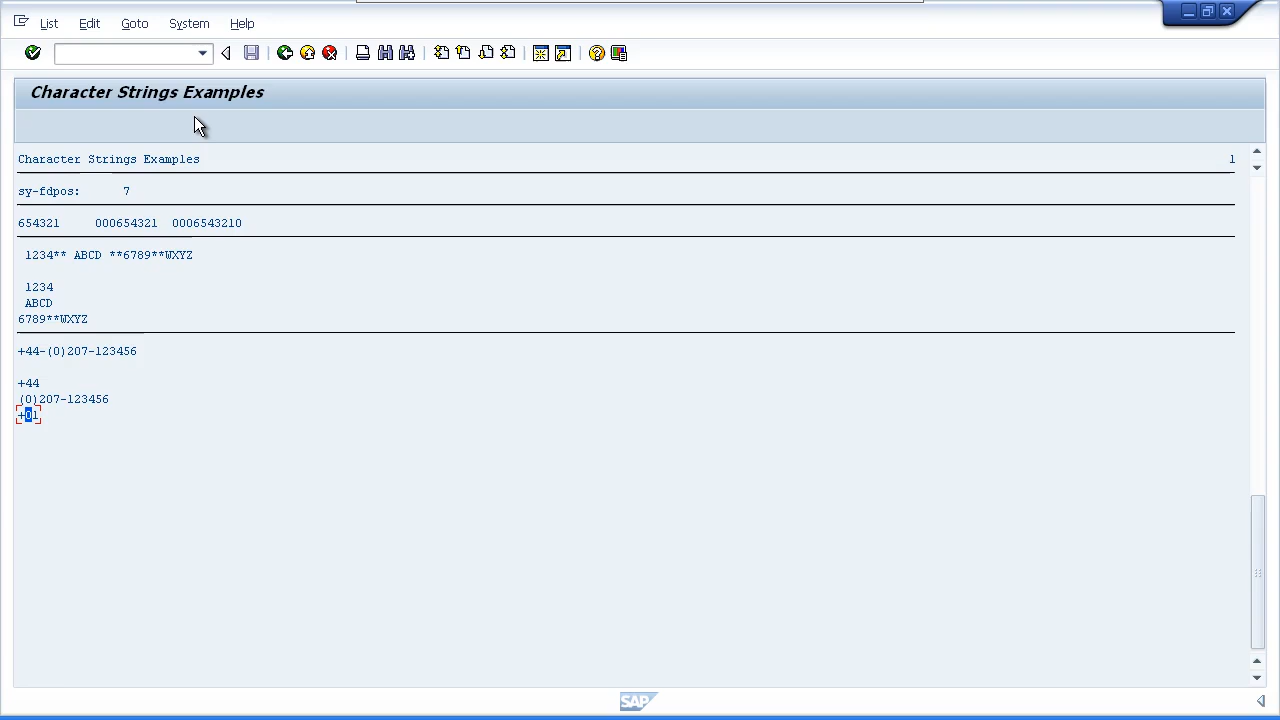 List Edit Goto System Help
Character Strings Examples
Character Strings Examples 1
sy-fdpos: 7
654321 000654321 0006543210
1234** ABCD **6789**WXYZ
1234
ABCD
6789**WXYZ
+44-(0)207-123456
+44
(0)207-123456
+01
SAP